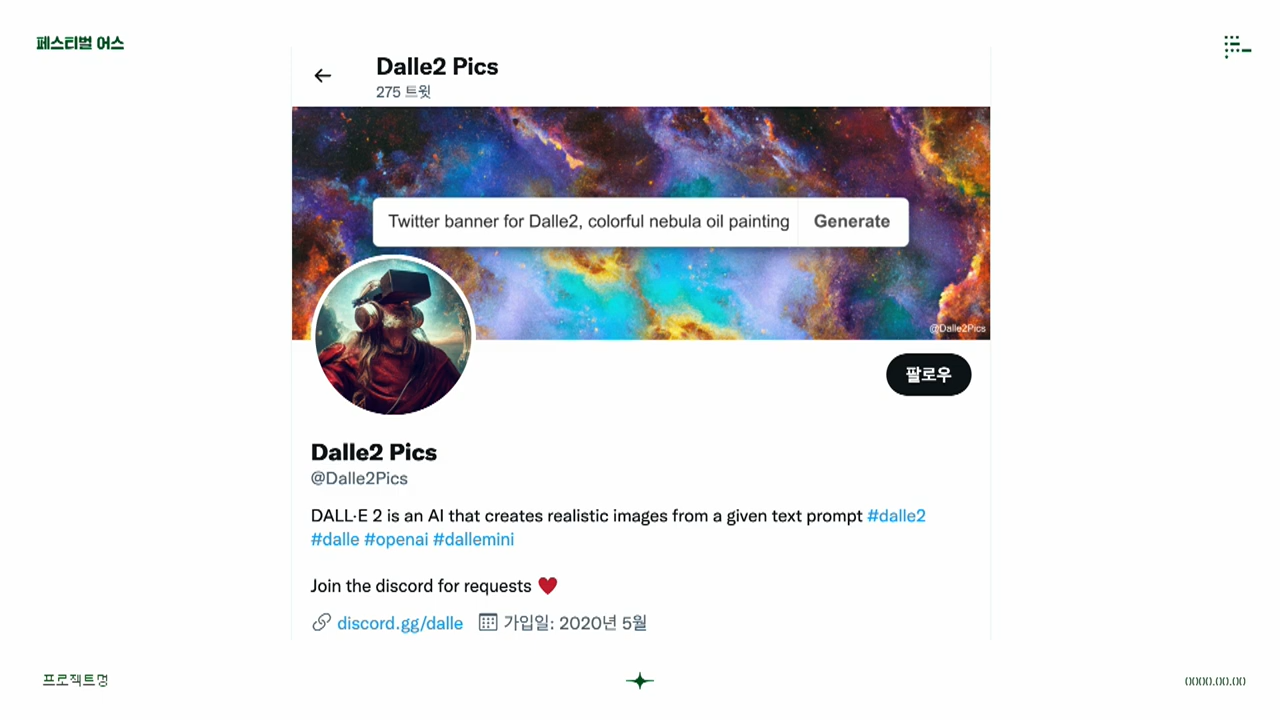 페스티벌 어스
Dalle2 Pics
275 트윗
Twitter banner for Dalle2, colorful nebula oil painting
Generate
@Dalle2Pics
팔로우
Dalle2 Pics
@Dalle2Pics
DALL·E 2 is an AI that creates realistic images from a given text prompt #dalle2
#dalle #openai #dallemini
Join the discord for requests ♥
discord.gg/dalle 가입일: 2020년 5월
프로젝트명
0000.00.00